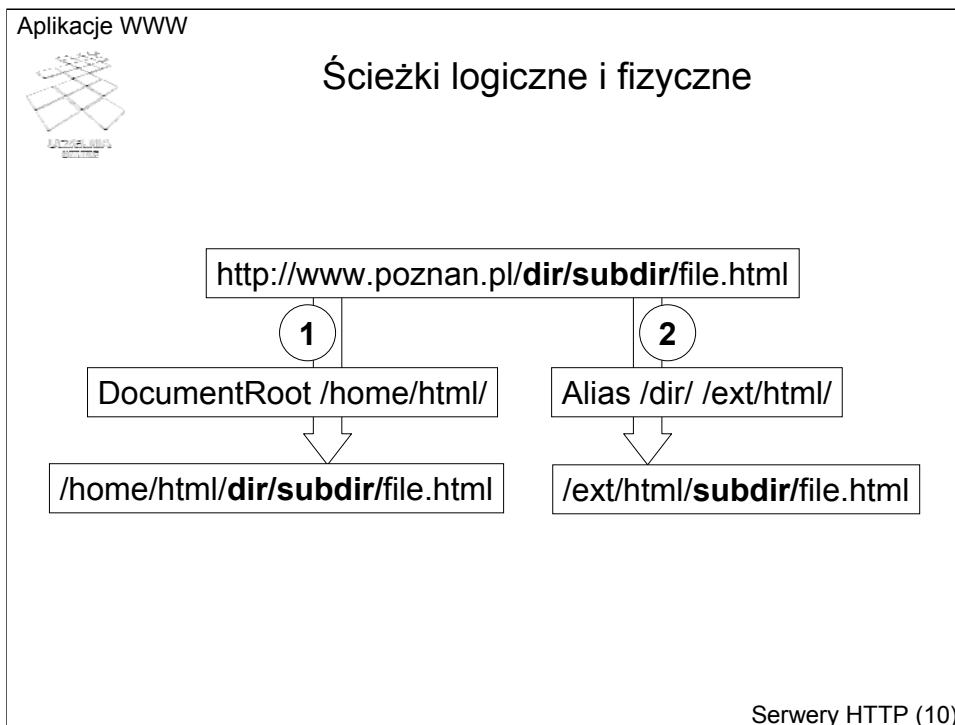 Aplikacje WWW
Ścieżki logiczne i fizyczne
http://www.poznan.pl/dir/subdir/file.html
1
2
DocumentRoot /home/html/
Alias /dir/ /ext/html/
/home/html/dir/subdir/file.html
/ext/html/subdir/file.html
Serwery HTTP (10)